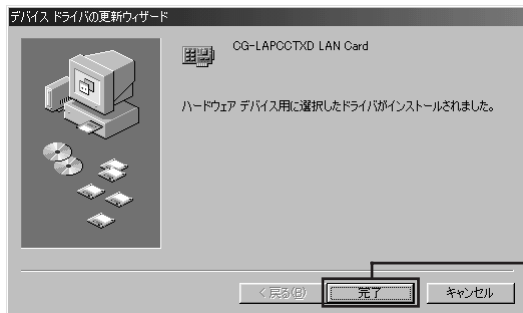 デバイス ドライバの更新ウィザード
CG-LAPCCTXD LAN Card
ハードウェア デバイス用に選択したドライバがインストールされました。
< 戻る(B)
完了
キャンセル